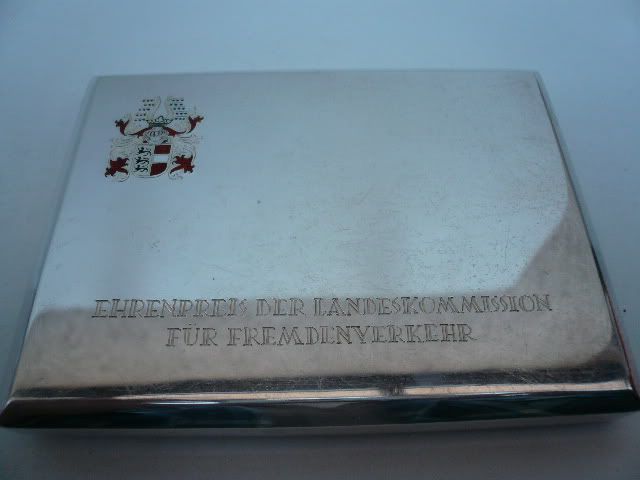 EHRENPREIS DER LANDESKOMMISSION
FÜR FREMDENVERKEHR